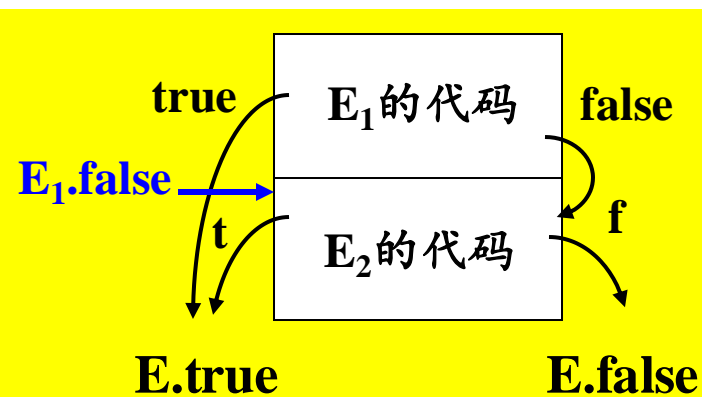 true
E₁的代码
false
E₁.false
t
E₂的代码
f
E.true
E.false